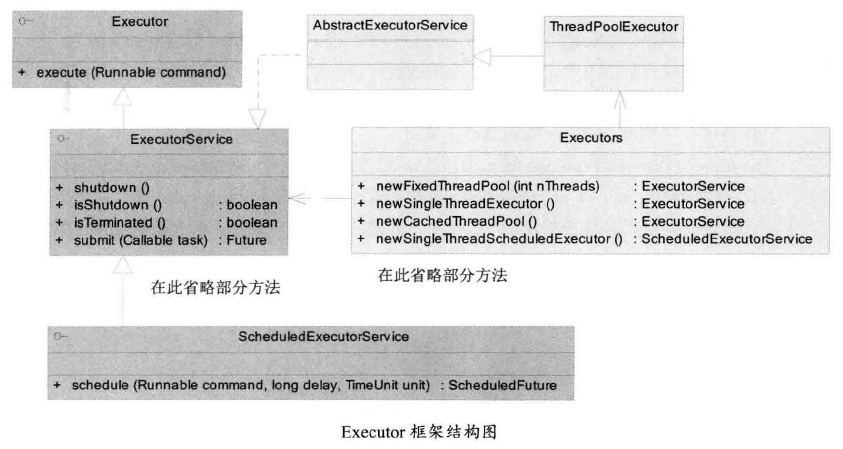 Executor
+ execute (Runnable command)
AbstractExecutorService
ThreadPoolExecutor
ExecutorService
+ shutdown ()
+ isShutdown () : boolean
+ isTerminated () : boolean
+ submit (Callable task) : Future
在此省略部分方法
Executors
+ newFixedThreadPool (int nThreads) : ExecutorService
+ newSingleThreadExecutor () : ExecutorService
+ newCachedThreadPool () : ExecutorService
+ newSingleThreadScheduledExecutor () : ScheduledExecutorService
在此省略部分方法
ScheduledExecutorService
+ schedule (Runnable command, long delay, TimeUnit unit) : ScheduledFuture
Executor 框架结构图